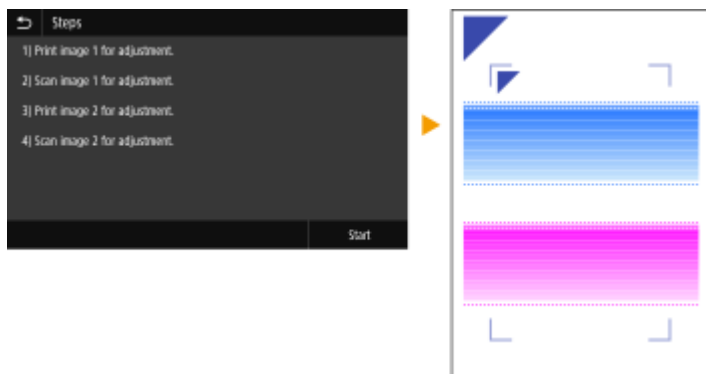 Steps
1) Print image 1 for adjustment.
2) Scan image 1 for adjustment.
3) Print image 2 for adjustment.
4) Scan image 2 for adjustment.
Start